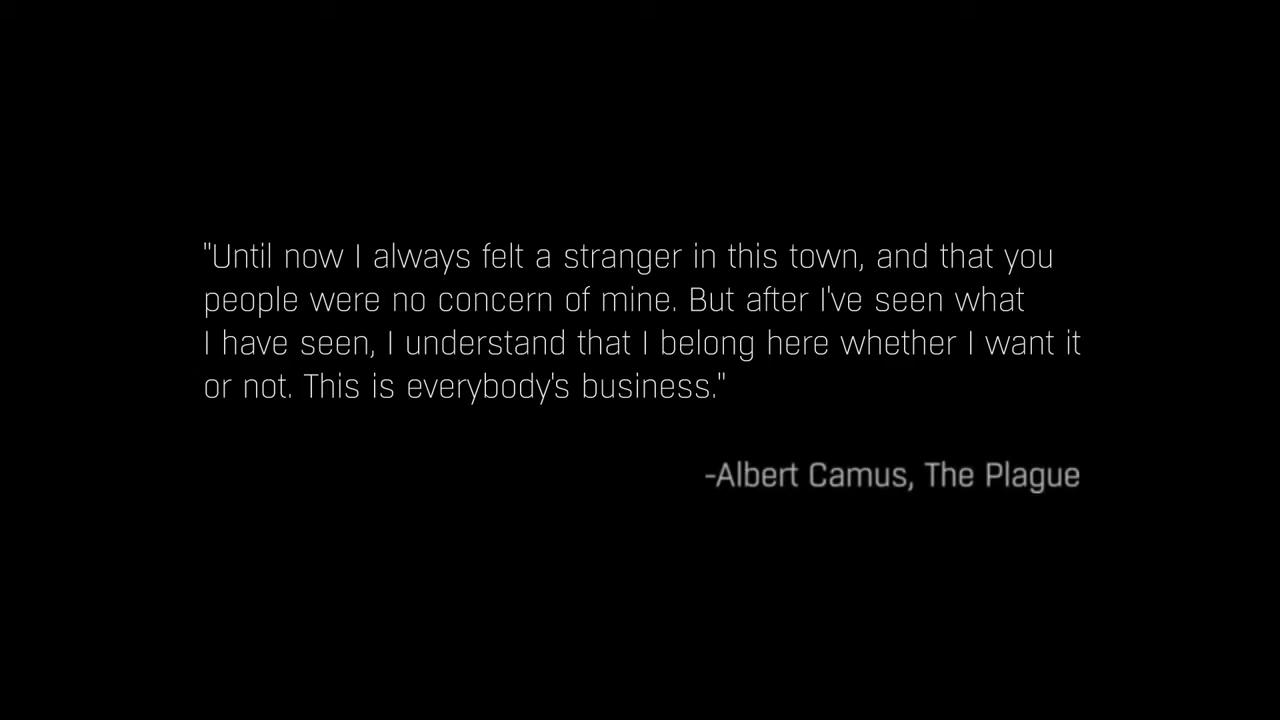 "Until now I always felt a stranger in this town, and that you
people were no concern of mine. But after I've seen what
I have seen, I understand that I belong here whether I want it
or not. This is everybody's business."
-Albert Camus, The Plague